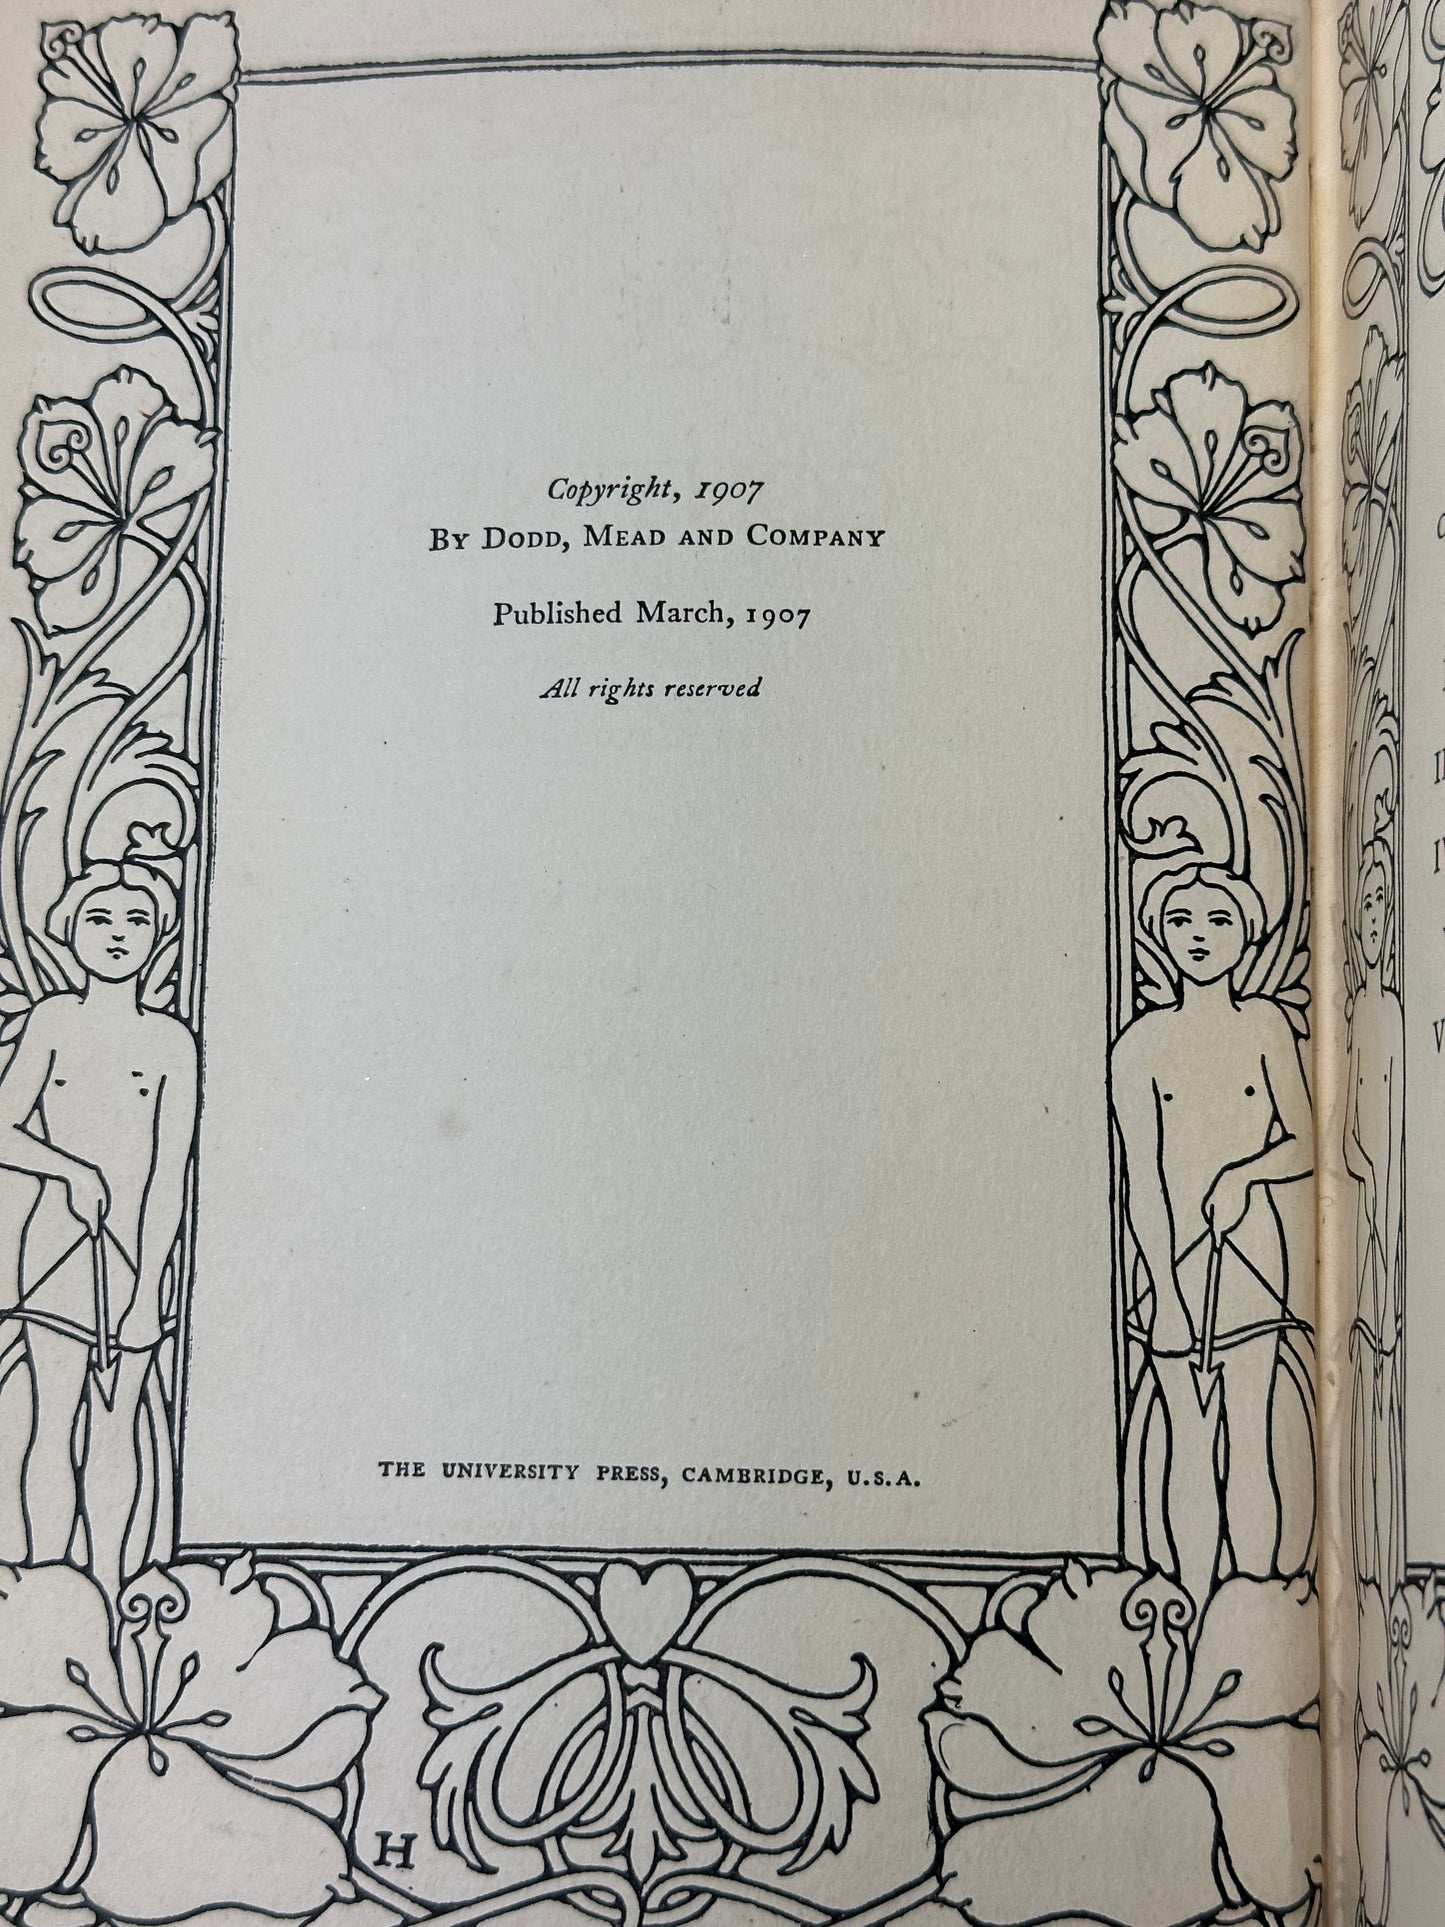 Copyright, 1907
By Dodd, Mead and Company
Published March, 1907
All rights reserved
THE UNIVERSITY PRESS, CAMBRIDGE, U.S.A.
H